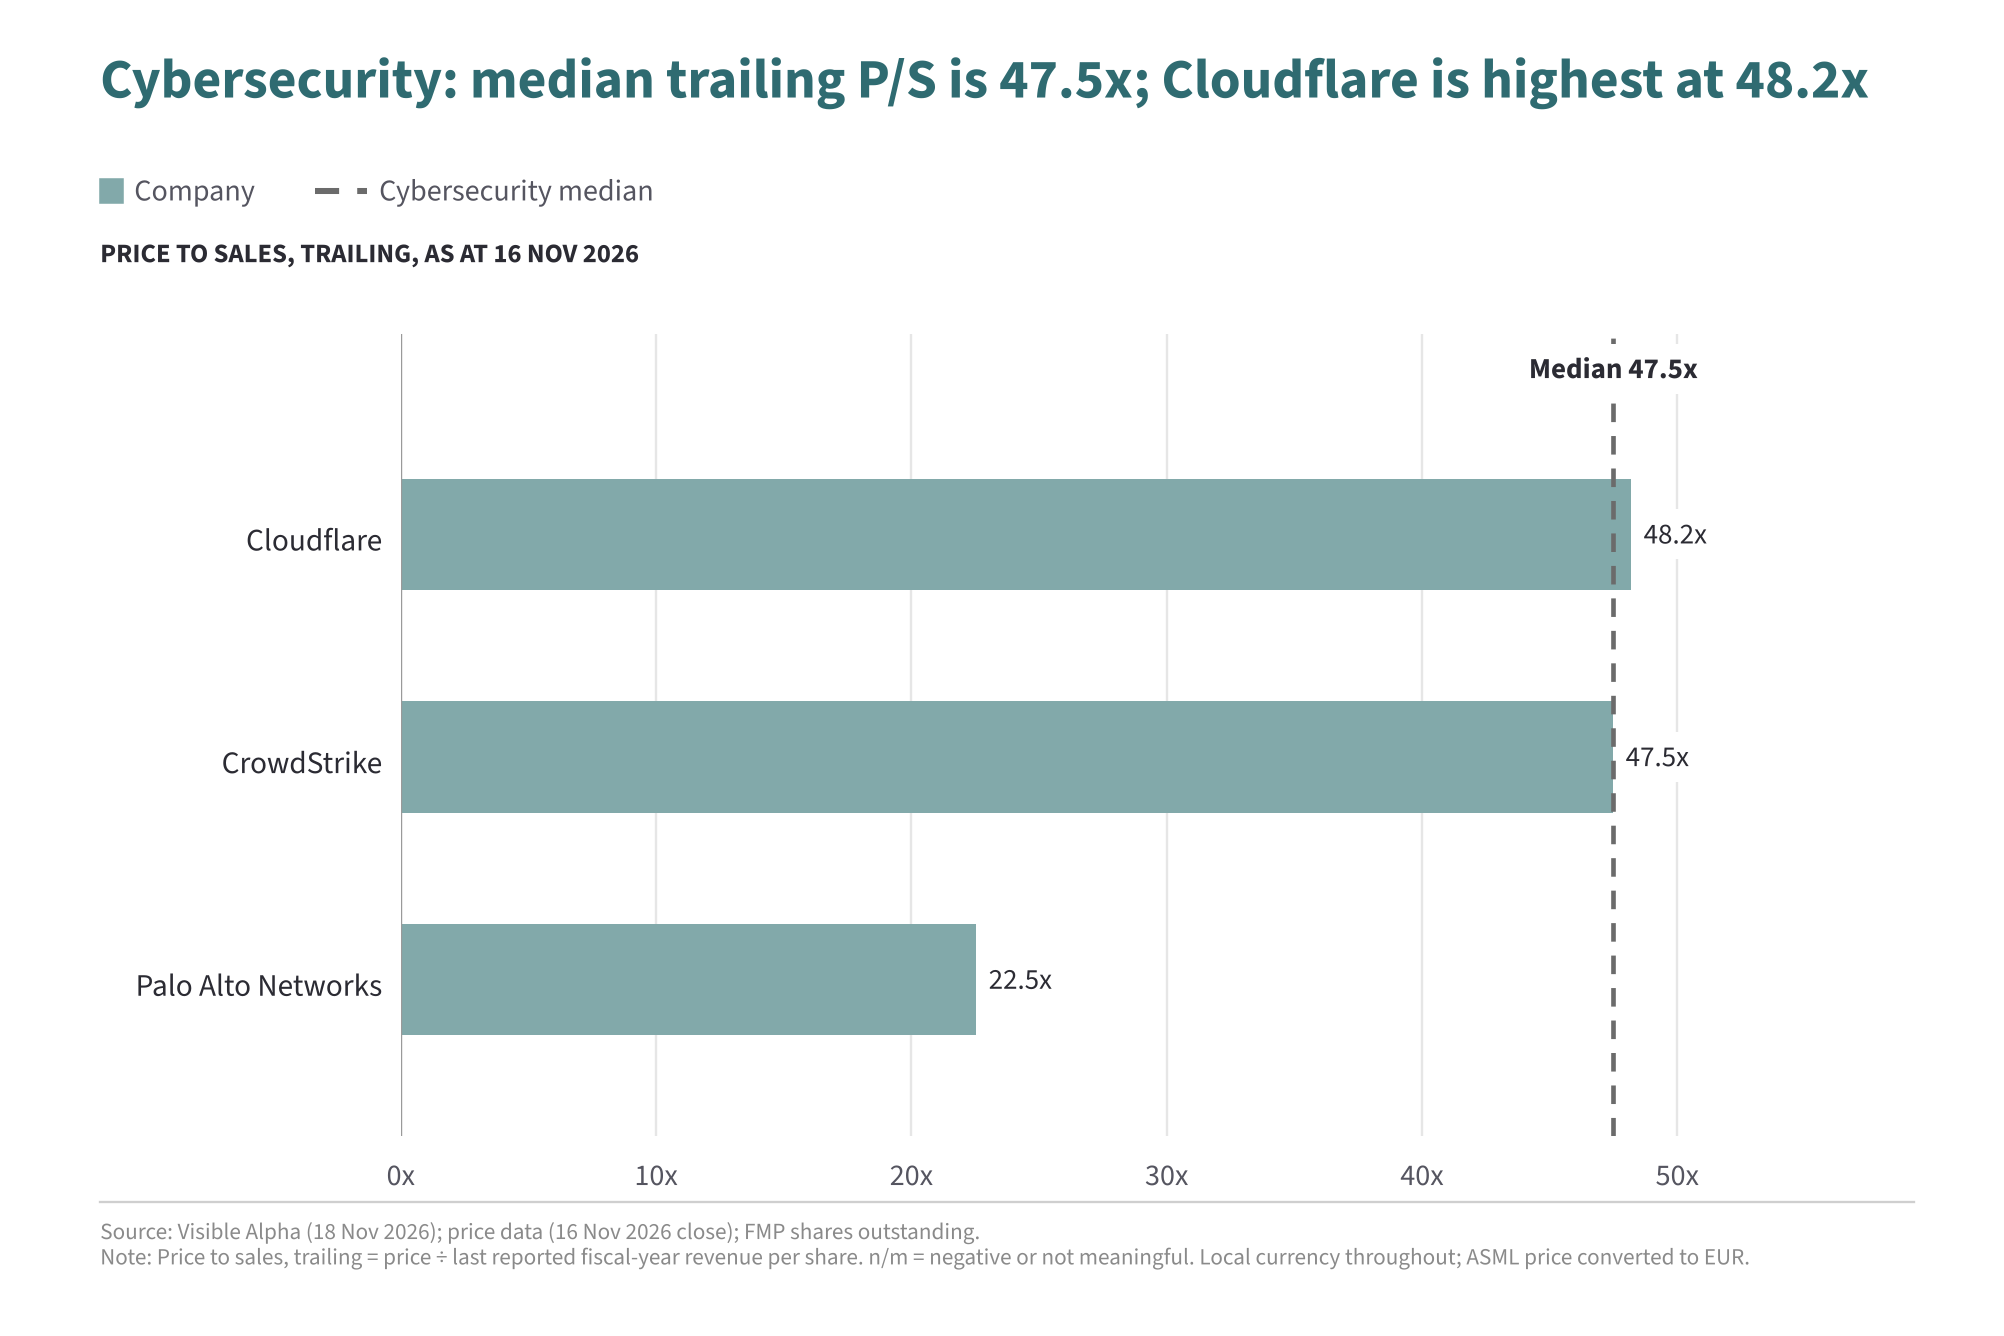 Cybersecurity: median trailing P/S is 47.5x; Cloudflare is highest at 48.2x
Company
Cybersecurity median
PRICE TO SALES, TRAILING, AS AT 16 NOV 2026
Median 47.5x
Cloudflare
48.2x
CrowdStrike
47.5x
Palo Alto Networks
22.5x
0x
10x
20x
30x
40x
50x
Source: Visible Alpha (18 Nov 2026); price data (16 Nov 2026 close); FMP shares outstanding.
Note: Price to sales, trailing = price ÷ last reported fiscal-year revenue per share. n/m = negative or not meaningful. Local currency throughout; ASML price converted to EUR.